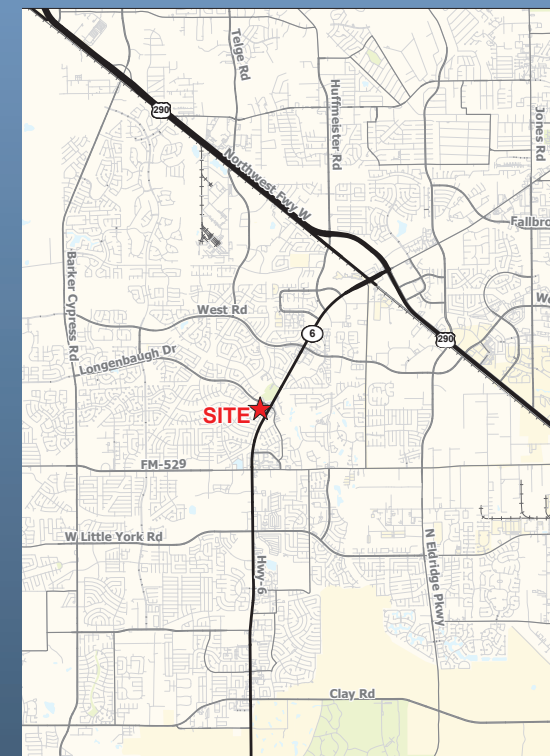 Telge Rd
Huffmeister Rd
Jones Rd
290
Northwest Fwy W
Fallbro
Barker Cypress Rd
We
West Rd
6
290
Longenbaugh Dr
SITE
FM-529
W Little York Rd
N Eldridge Pkwy
Hwy-6
Clay Rd